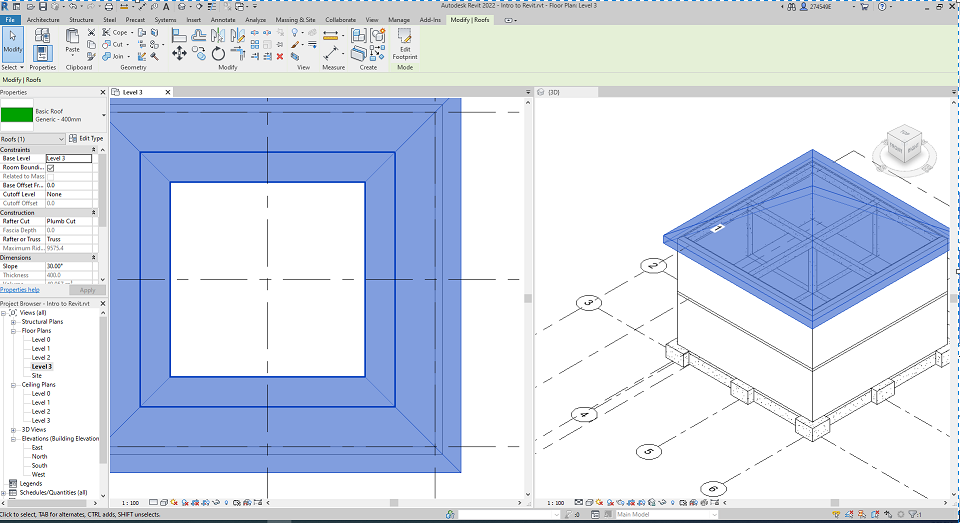 Autodesk Revit 2022 - Intro to Revit.rvt - Floor Plan: Level 3
274549E
File Architecture Structure Steel Precast Systems Insert Annotate Analyze Massing & Site Collaborate View Manage Add-Ins Modify | Roofs
Modify
Properties
Paste
Cope
Cut
Join
Edit
Footprint
Select Properties Clipboard Geometry Modify View Measure Create Mode
Modify | Roofs
Properties
Level 3
{3D}
Basic Roof
Generic - 400mm
Roofs (1)
Edit Type
Constraints
Base Level Level 3
Room Boundi...
Related to Mass
Base Offset Fr... 0.0
Cutoff Level None
Cutoff Offset 0.0
Construction
Rafter Cut Plumb Cut
Fascia Depth 0.0
Rafter or Truss Truss
Maximum Rid... 9575.4
Dimensions
Slope 30.00°
Thickness 400.0
Properties help
Apply
Project Browser - Intro to Revit.rvt
Views (all)
Structural Plans
Floor Plans
Level 0
Level 1
Level 2
Level 3
Site
Ceiling Plans
Level 0
Level 1
Level 2
Level 3
3D Views
Elevations (Building Elevation
East
North
South
West
Legends
Schedules/Quantities (all)
TOP
1
2
3
4
5
6
1 : 100
1 : 100
Click to select, TAB for alternates, CTRL adds, SHIFT unselects.
:0
Main Model
:1